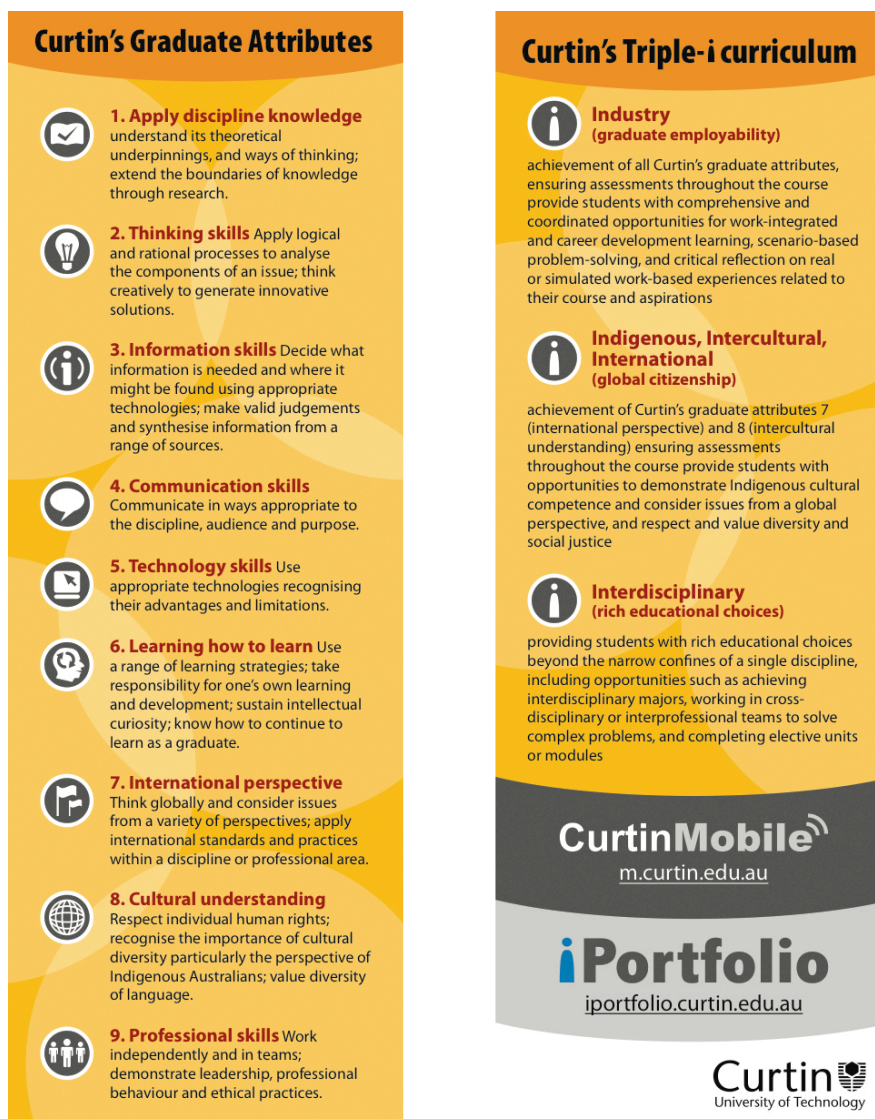 Curtin's Graduate Attributes
1. Apply discipline knowledge
understand its theoretical
underpinnings, and ways of thinking;
extend the boundaries of knowledge
through research.
2. Thinking skills Apply logical
and rational processes to analyse
the components of an issue; think
creatively to generate innovative
solutions.
3. Information skills Decide what
information is needed and where it
might be found using appropriate
technologies; make valid judgements
and synthesise information from a
range of sources.
4. Communication skills
Communicate in ways appropriate to
the discipline, audience and purpose.
5. Technology skills Use
appropriate technologies recognising
their advantages and limitations.
6. Learning how to learn Use
a range of learning strategies; take
responsibility for one's own learning
and development; sustain intellectual
curiosity; know how to continue to
learn as a graduate.
7. International perspective
Think globally and consider issues
from a variety of perspectives; apply
international standards and practices
within a discipline or professional area.
8. Cultural understanding
Respect individual human rights;
recognise the importance of cultural
diversity particularly the perspective of
Indigenous Australians; value diversity
of language.
9. Professional skills Work
independently and in teams;
demonstrate leadership, professional
behaviour and ethical practices.
Curtin's Triple-i curriculum
Industry
(graduate employability)
achievement of all Curtin's graduate attributes,
ensuring assessments throughout the course
provide students with comprehensive and
coordinated opportunities for work-integrated
and career development learning, scenario-based
problem-solving, and critical reflection on real
or simulated work-based experiences related to
their course and aspirations
Indigenous, Intercultural,
International
(global citizenship)
achievement of Curtin's graduate attributes 7
(international perspective) and 8 (intercultural
understanding) ensuring assessments
throughout the course provide students with
opportunities to demonstrate Indigenous cultural
competence and consider issues from a global
perspective, and respect and value diversity and
social justice
Interdisciplinary
(rich educational choices)
providing students with rich educational choices
beyond the narrow confines of a single discipline,
including opportunities such as achieving
interdisciplinary majors, working in cross-
disciplinary or interprofessional teams to solve
complex problems, and completing elective units
or modules
CurtinMobile
m.curtin.edu.au
iPortfolio
iportfolio.curtin.edu.au
Curtin
University of Technology